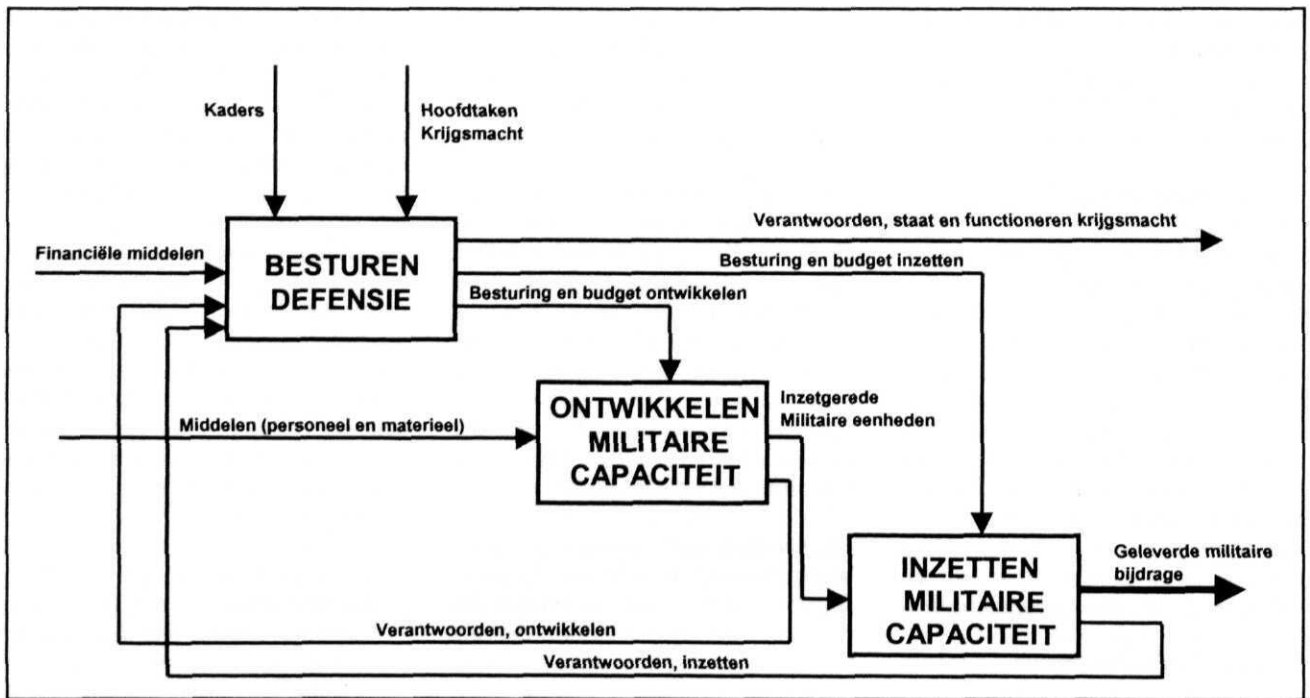 Kaders
Hoofdtaken
Krijgsmacht
Verantwoorden, staat en functioneren krijgsmacht
Financiële middelen
BESTUREN
DEFENSIE
Besturing en budget inzetten
Besturing en budget ontwikkelen
ONTWIKKELEN
MILITAIRE
CAPACITEIT
Inzetgerede
Militaire eenheden
Middelen (personeel en materieel)
INZETTEN
MILITAIRE
CAPACITEIT
Geleverde militaire
bijdrage
Verantwoorden, ontwikkelen
Verantwoorden, inzetten